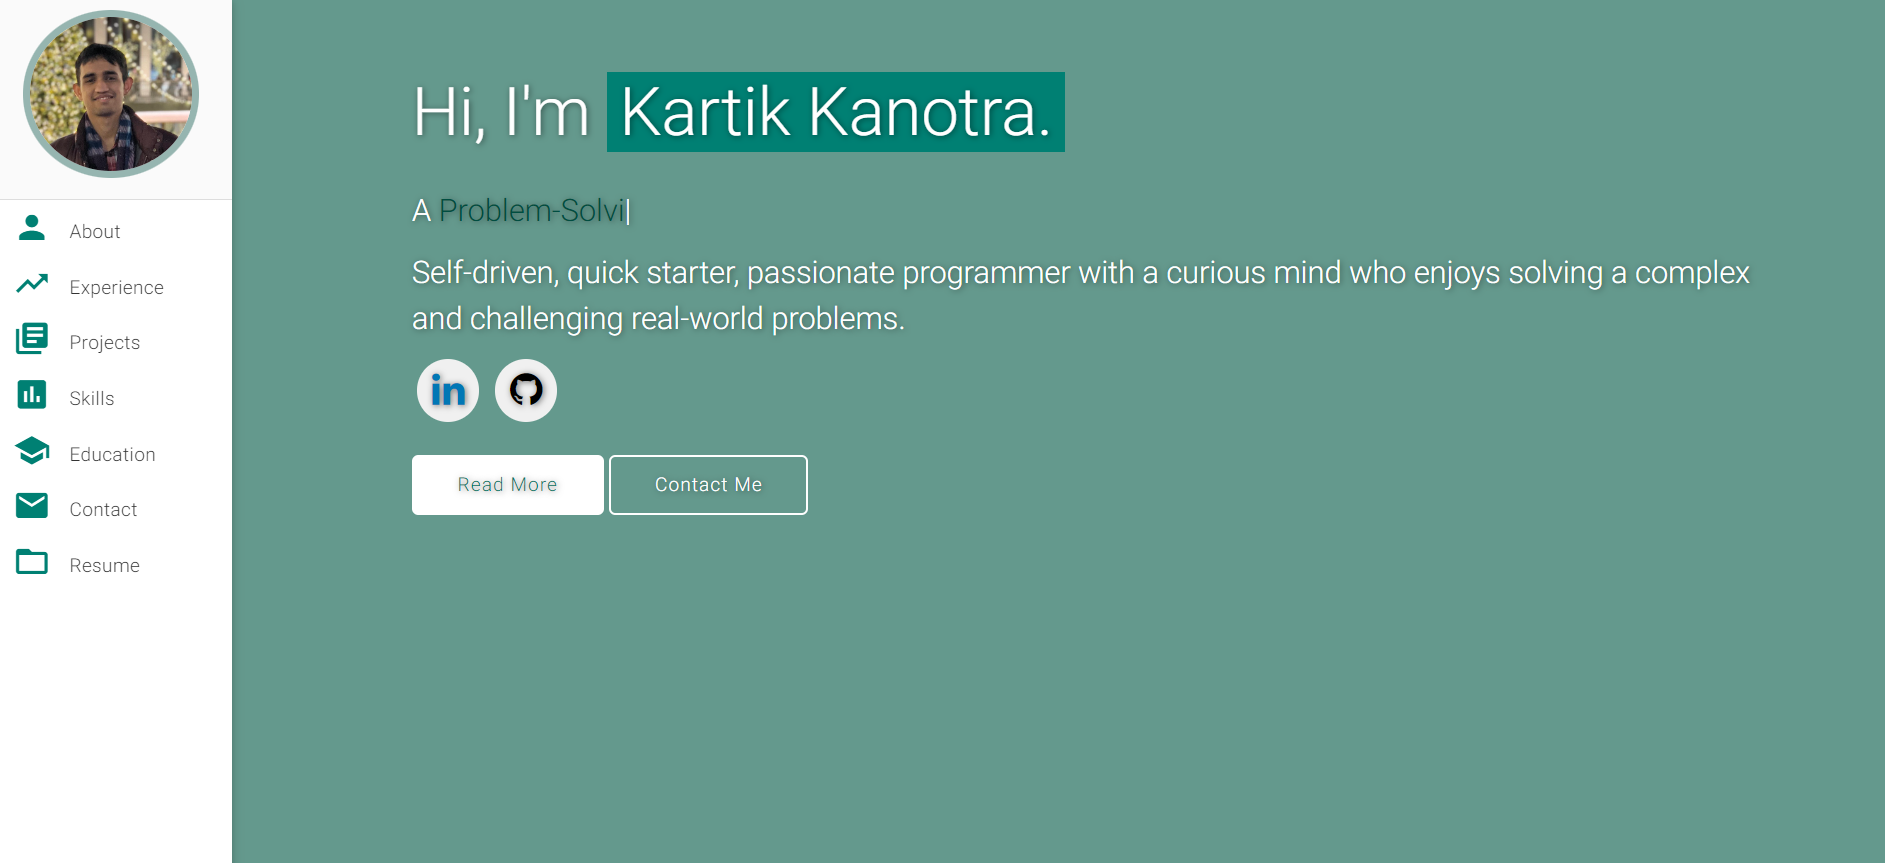 Hi, I'm Kartik Kanotra.
A Problem-Solvi
Self-driven, quick starter, passionate programmer with a curious mind who enjoys solving a complex
and challenging real-world problems.
in
Read More
Contact Me
About
Experience
Projects
Skills
Education
Contact
Resume